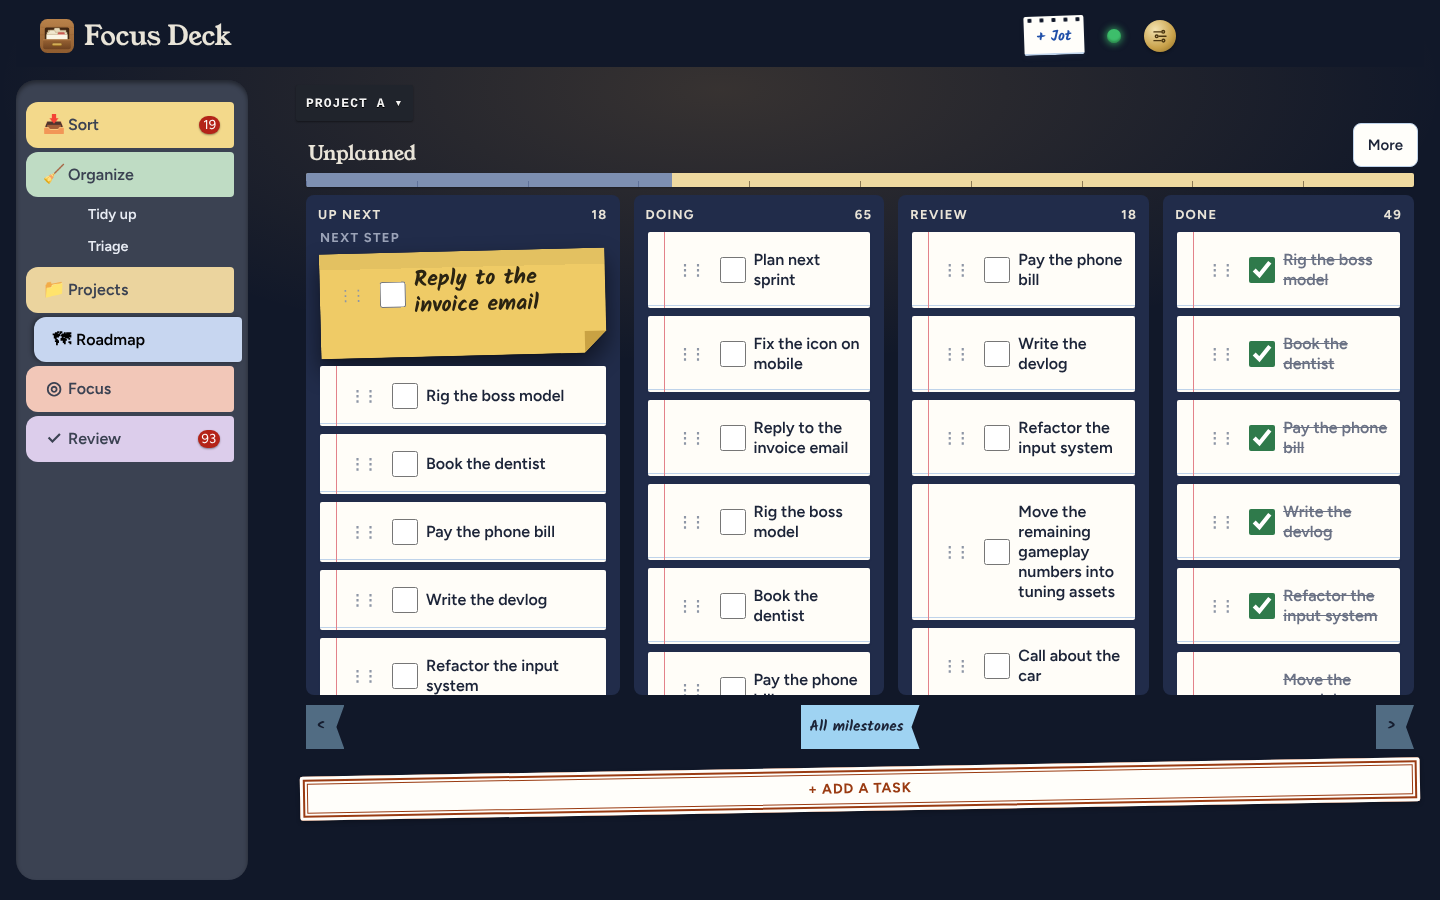 Focus Deck
+ Jot
Sort 19
Organize
Tidy up
Triage
Projects
Roadmap
Focus
Review 93
PROJECT A ▾
Unplanned
More
UP NEXT 18
NEXT STEP
Reply to the
invoice email
Rig the boss model
Book the dentist
Pay the phone bill
Write the devlog
Refactor the input
system
DOING 65
Plan next
sprint
Fix the icon on
mobile
Reply to the
invoice email
Rig the boss
model
Book the
dentist
Pay the phone
REVIEW 18
Pay the phone
bill
Write the
devlog
Refactor the
input system
Move the
remaining
gameplay
numbers into
tuning assets
Call about the
car
DONE 49
Rig the boss
model
Book the
dentist
Pay the phone
bill
Write the
devlog
Refactor the
input system
Move the
<
All milestones
>
+ ADD A TASK